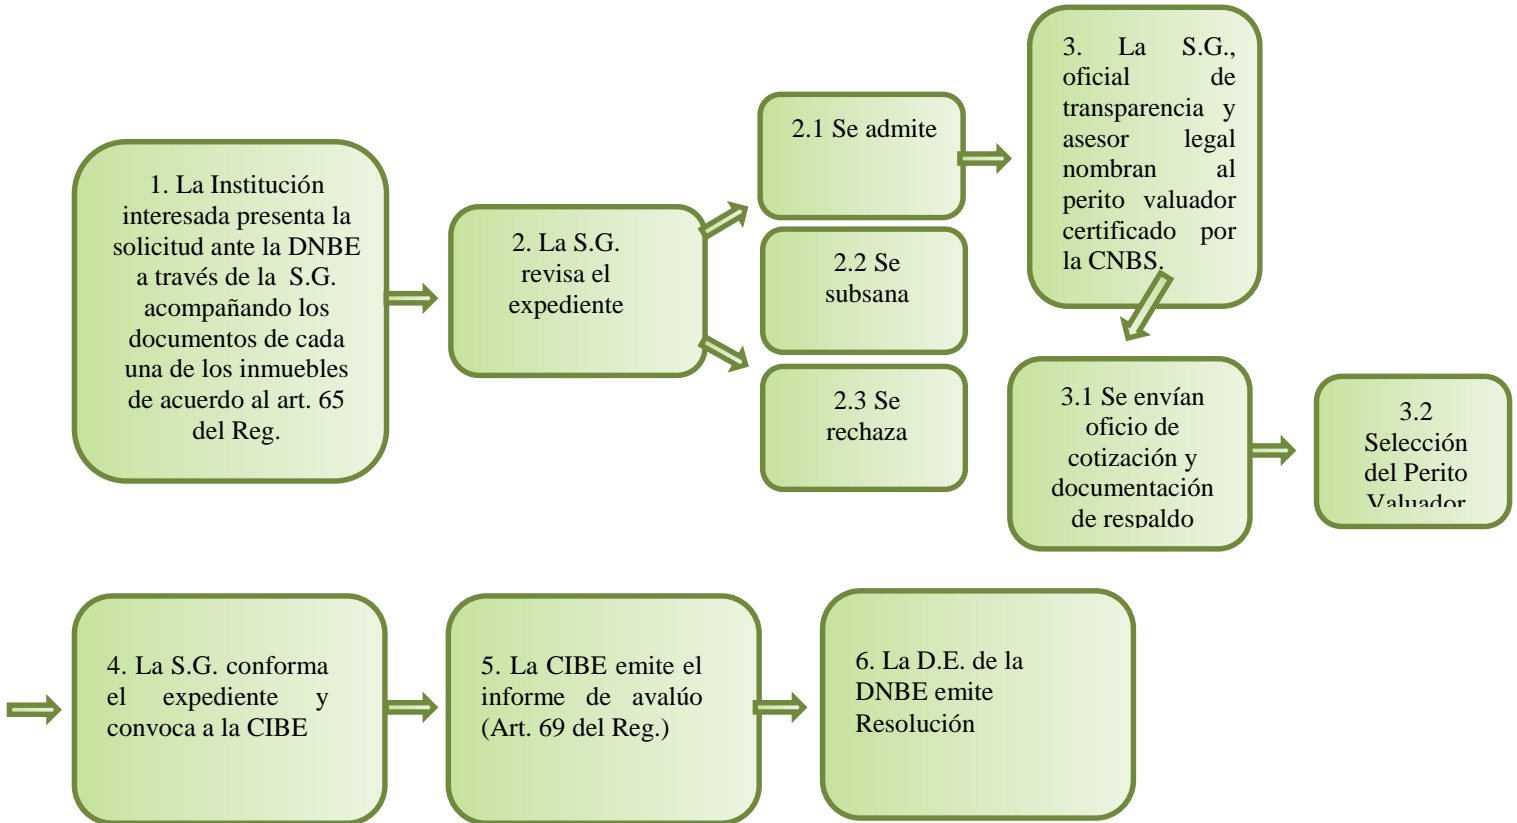 1. La Institución
interesada presenta la
solicitud ante la DNBE
a través de la S.G.
acompañando los
documentos de cada
una de los inmuebles
de acuerdo al art. 65
del Reg.
2. La S.G.
revisa el
expediente
2.1 Se admite
2.2 Se
subsana
2.3 Se
rechaza
3. La S.G.,
oficial de
transparencia y
asesor legal
nombran al
perito valuador
certificado por
la CNBS.
3.1 Se envían
oficio de
cotización y
documentación
de respaldo
3.2
Selección
del Perito
Valuador
4. La S.G. conforma
el expediente y
convoca a la CIBE
5. La CIBE emite el
informe de avalúo
(Art. 69 del Reg.)
6. La D.E. de la
DNBE emite
Resolución